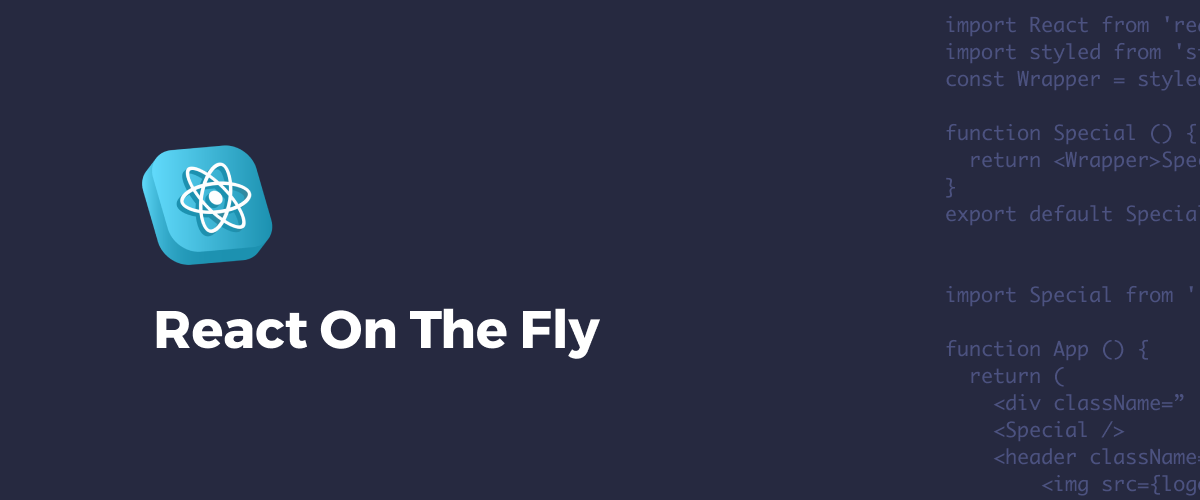 React On The Fly
import React from 're
import styled from 's
const Wrapper = style
function Special () {
  return <Wrapper>Spe
}
export default Specia
import Special from '
function App () {
  return (
    <div className=”
    <Special />
    <header className=
        <img src={log